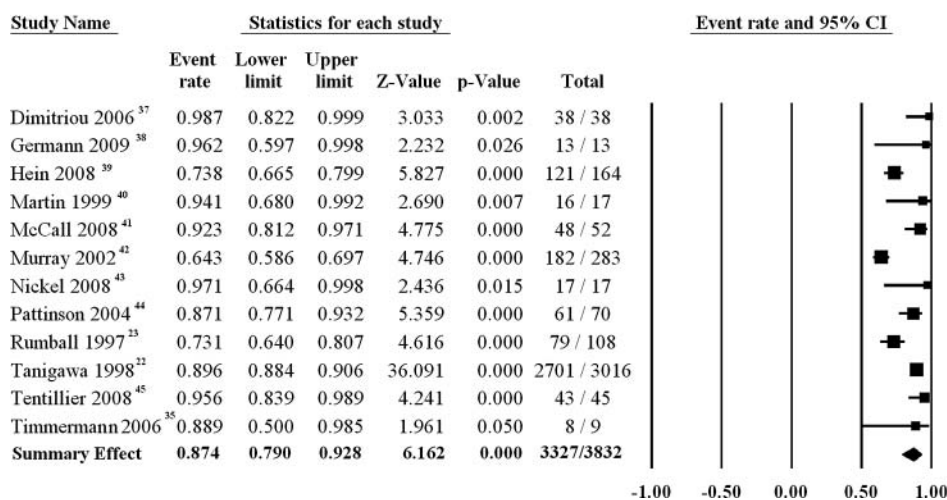 Study Name Statistics for each study Event rate and 95% CI
Event Lower Upper
rate limit limit Z-Value p-Value Total
Dimitriou 2006 37 0.987 0.822 0.999 3.033 0.002 38 / 38
Germann 2009 38 0.962 0.597 0.998 2.232 0.026 13 / 13
Hein 2008 39 0.738 0.665 0.799 5.827 0.000 121 / 164
Martin 1999 40 0.941 0.680 0.992 2.690 0.007 16 / 17
McCall 2008 41 0.923 0.812 0.971 4.775 0.000 48 / 52
Murray 2002 42 0.643 0.586 0.697 4.746 0.000 182 / 283
Nickel 2008 43 0.971 0.664 0.998 2.436 0.015 17 / 17
Pattinson 2004 44 0.871 0.771 0.932 5.359 0.000 61 / 70
Rumball 1997 23 0.731 0.640 0.807 4.616 0.000 79 / 108
Tanigawa 1998 22 0.896 0.884 0.906 36.091 0.000 2701 / 3016
Tentillier 2008 45 0.956 0.839 0.989 4.241 0.000 43 / 45
Timmermann 2006 35 0.889 0.500 0.985 1.961 0.050 8 / 9
Summary Effect 0.874 0.790 0.928 6.162 0.000 3327/3832
-1.00 -0.50 0.00 0.50 1.00